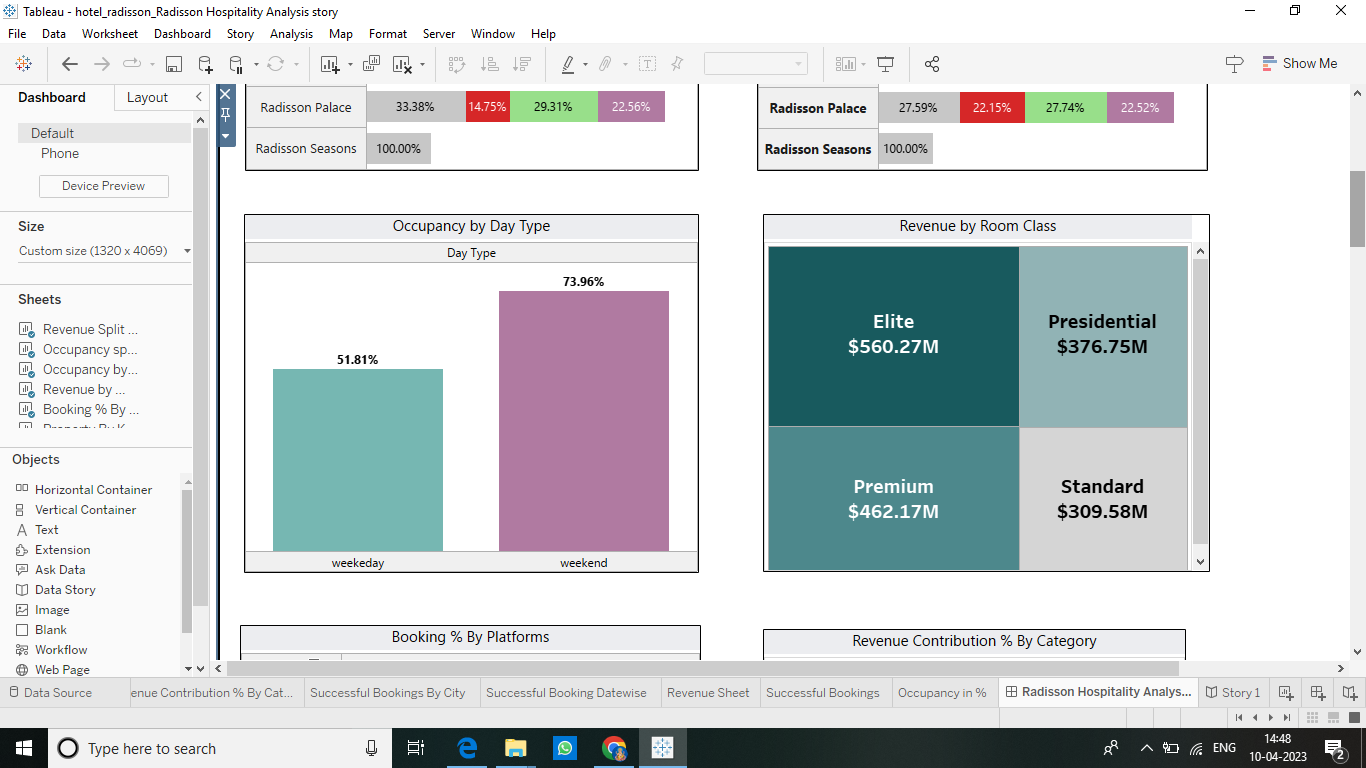 Tableau - hotel_radisson_Radisson Hospitality Analysis story
File Data Worksheet Dashboard Story Analysis Map Format Server Window Help
Show Me
Dashboard Layout
Default
Phone
Device Preview
Size
Custom size (1320 x 4069)
Sheets
Revenue Split ...
Occupancy sp...
Occupancy by...
Revenue by ...
Booking % By ...
Objects
Horizontal Container
Vertical Container
Text
Extension
Ask Data
Data Story
Image
Blank
Workflow
Web Page
Radisson Palace 33.38% 14.75% 29.31% 22.56%
Radisson Seasons 100.00%
Radisson Palace 27.59% 22.15% 27.74% 22.52%
Radisson Seasons 100.00%
Occupancy by Day Type
Day Type
73.96%
51.81%
weekeday weekend
Revenue by Room Class
Elite
$560.27M
Presidential
$376.75M
Premium
$462.17M
Standard
$309.58M
Booking % By Platforms
Revenue Contribution % By Category
Data Source enue Contribution % By Cat... Successful Bookings By City Successful Booking Datewise Revenue Sheet Successful Bookings Occupancy in % Radisson Hospitality Analys... Story 1
Type here to search
ENG
14:48
10-04-2023
2